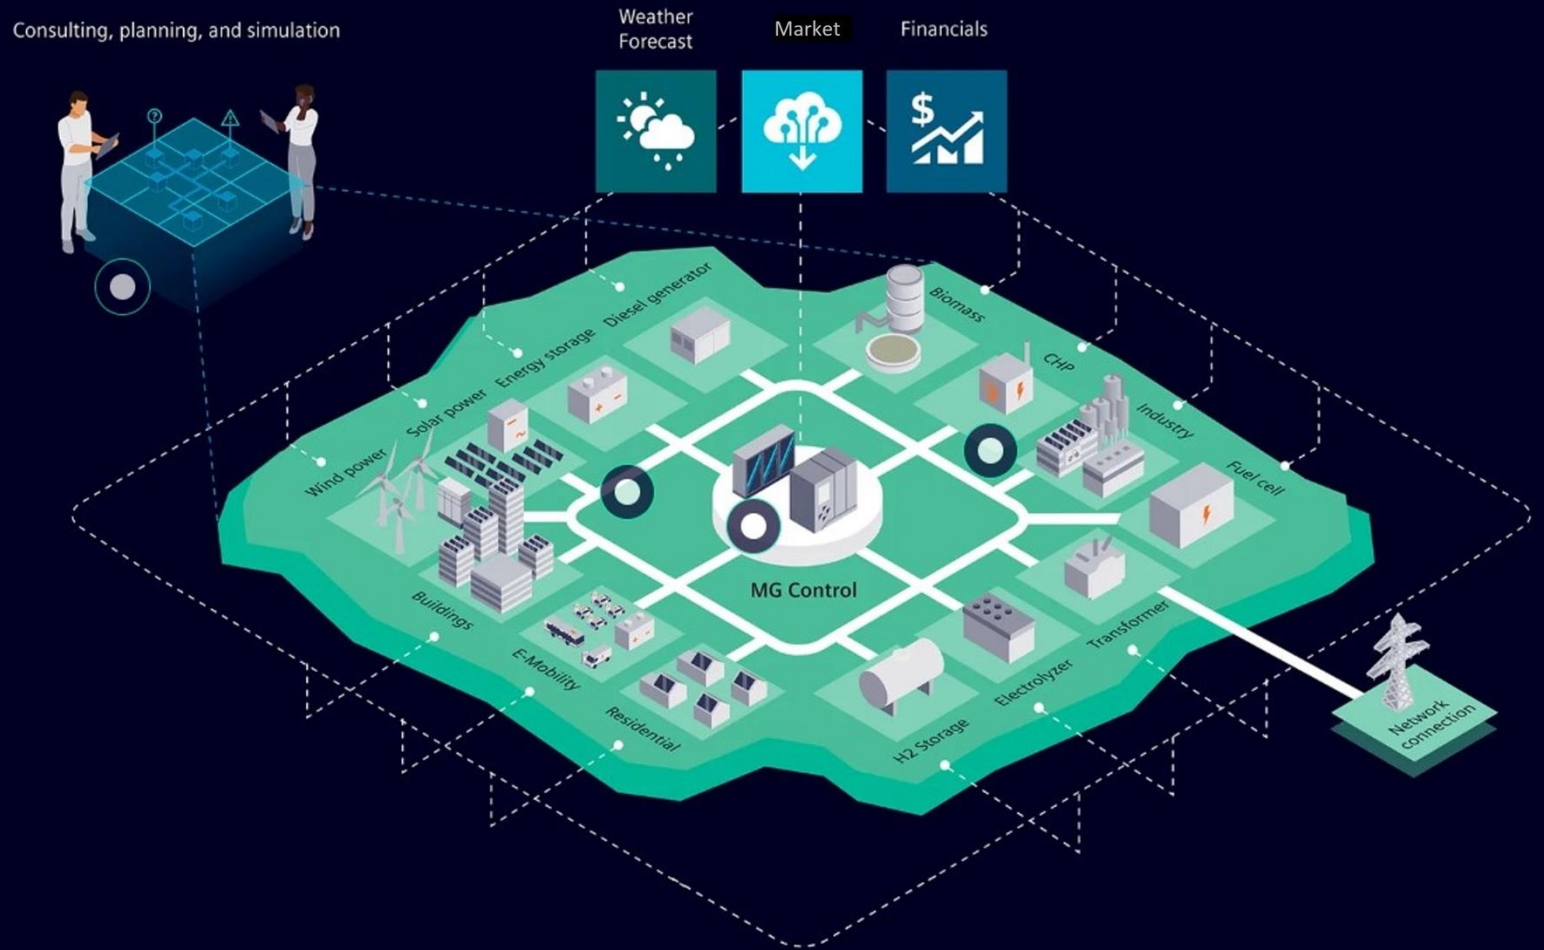 Consulting, planning, and simulation
Weather
Forecast
Market
Financials
$
?
!
Diesel generator
Energy storage
Solar power
Wind power
Biomass
CHP
Industry
Fuel cell
MG Control
Buildings
E-Mobility
Residential
H2 Storage
Electrolyzer
Transformer
Network
connection